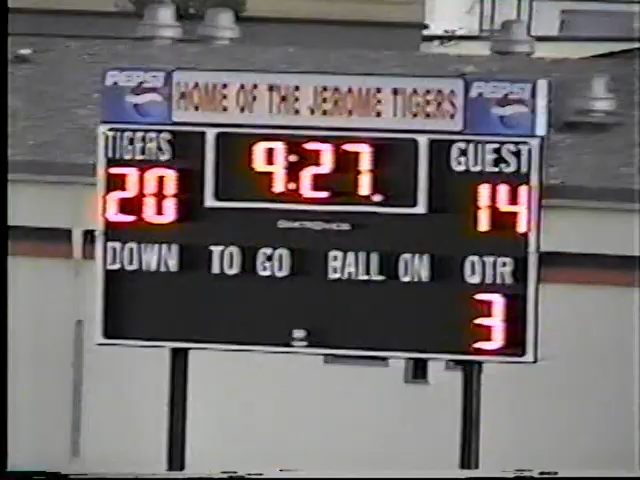 PEPSI HOME OF THE JEROME TIGERS PEPSI
TIGERS 9:27 GUEST
20 14
DOWN TO GO BALL ON QTR
3